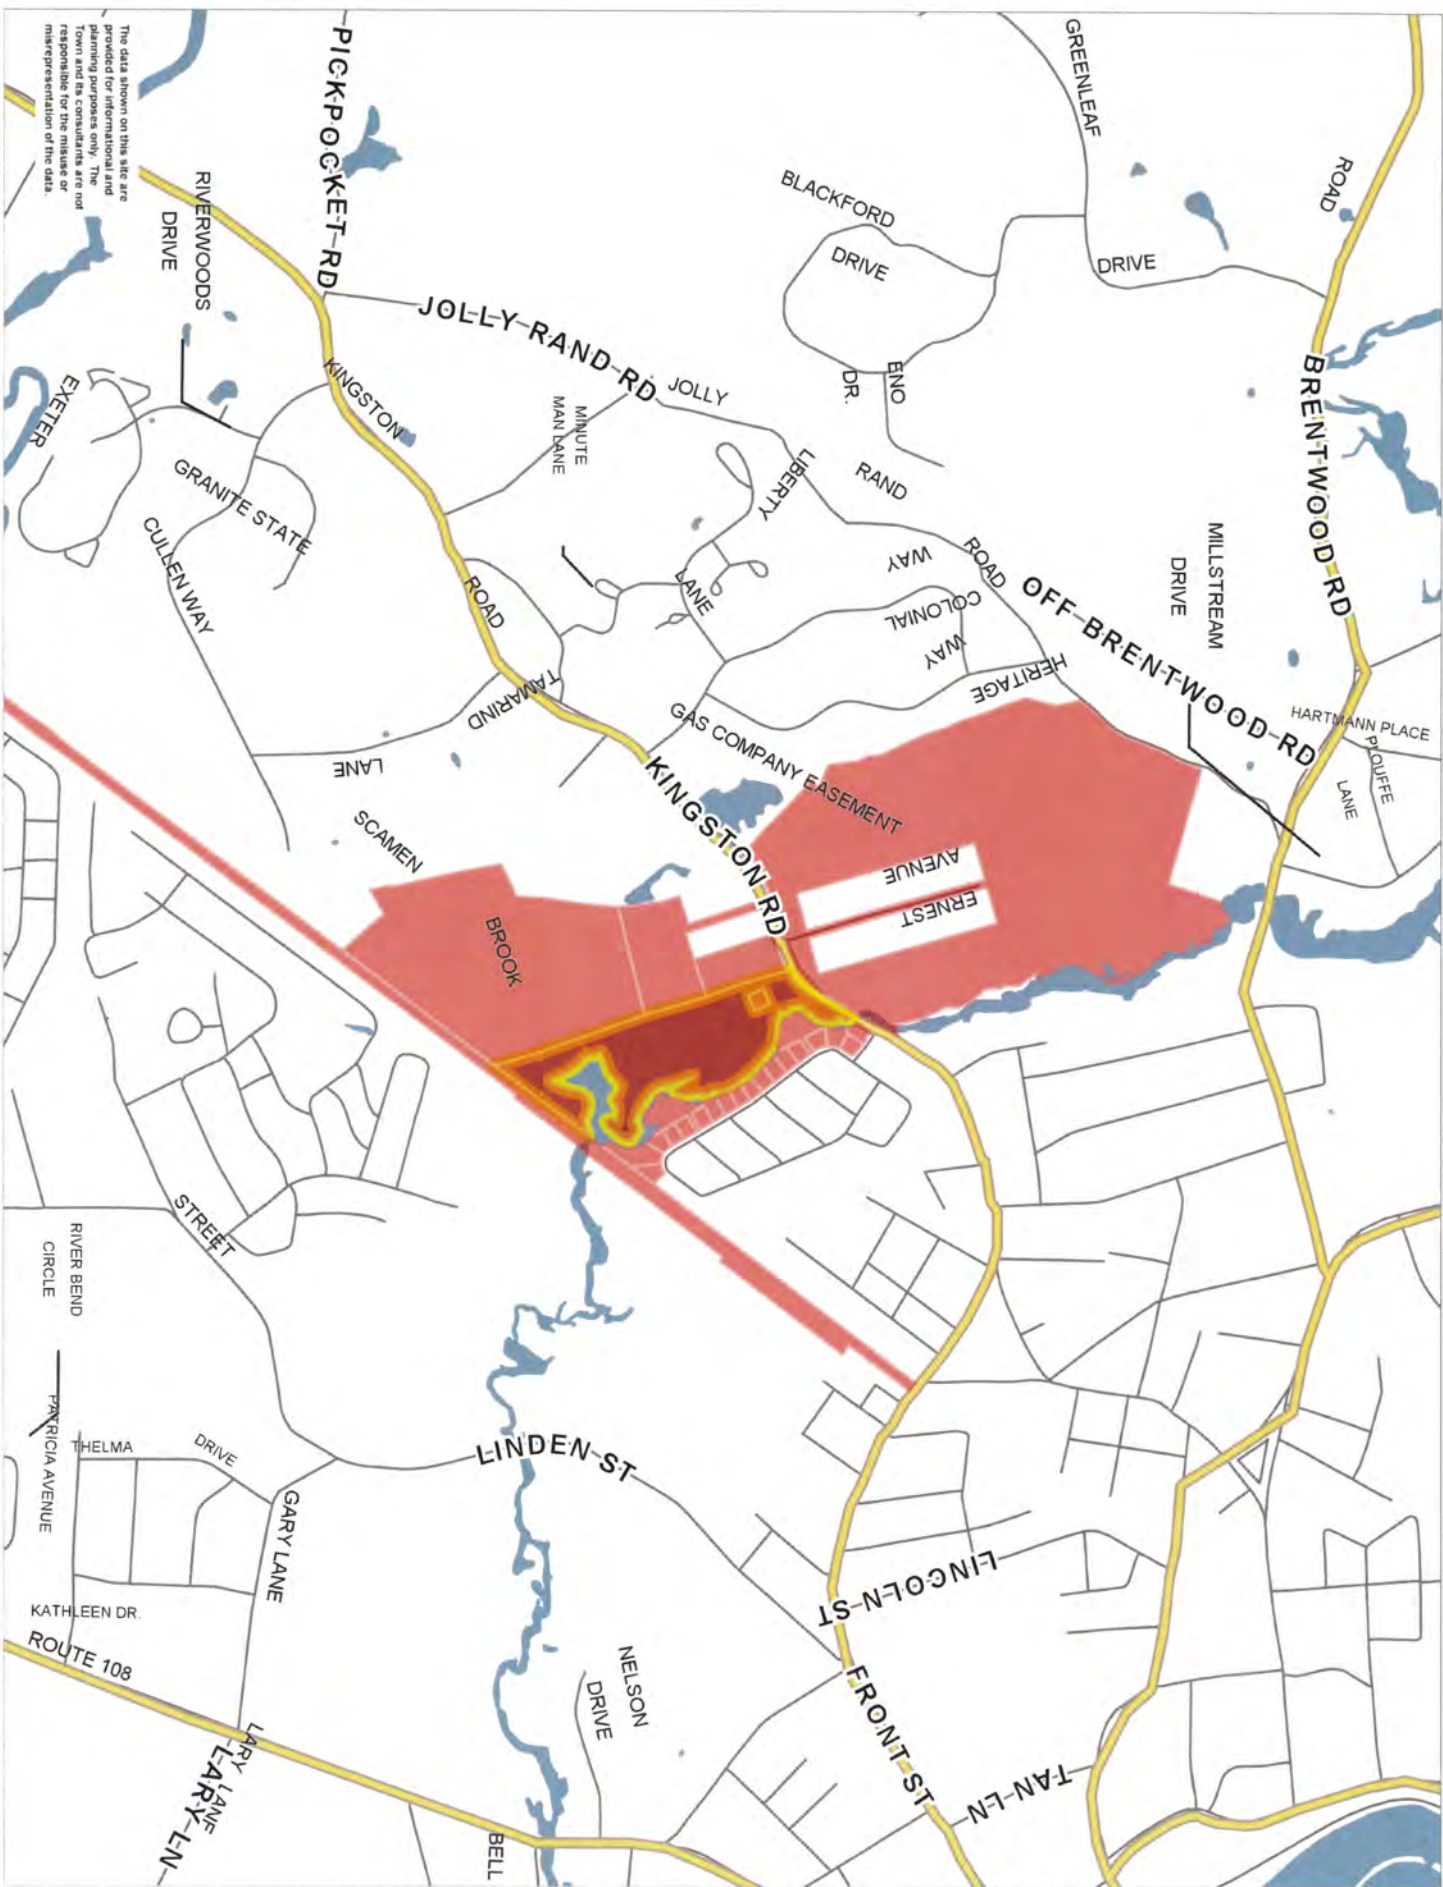 The data shown on this site are
provided for informational and
planning purposes only. The
Town and its consultants are not
responsible for the misuse or
misrepresentation of the data.
PICKPOCKET RD
GREENLEAF
ROAD
BLACKFORD
DRIVE
DRIVE
RIVERWOODS
DRIVE
JOLLY RAND RD
BRENTWOOD RD
KINGSTON
EXETER
JOLLY
ENO
DR.
MINUTE
MAN LANE
GRANITE STATE
LIBERTY
RAND
CULLEN WAY
WAY
ROAD
MILLSTREAM
DRIVE
OFF BRENTWOOD RD
ROAD
LANE
COLONIAL
WAY
HERITAGE
TAMARIND
LANE
GAS COMPANY EASEMENT
HARTMANN PLACE
PLOUFFE
LANE
KINGSTON RD
SCAMEN
BROOK
AVENUE
ERNEST
STREET
RIVER BEND
CIRCLE
PATRICIA AVENUE
THELMA
DRIVE
LINDEN ST
GARY LANE
LINCOLN ST
KATHLEEN DR.
ROUTE 108
NELSON
DRIVE
FRONT ST
LARY LANE
LARY LN
TAN LN
BELL